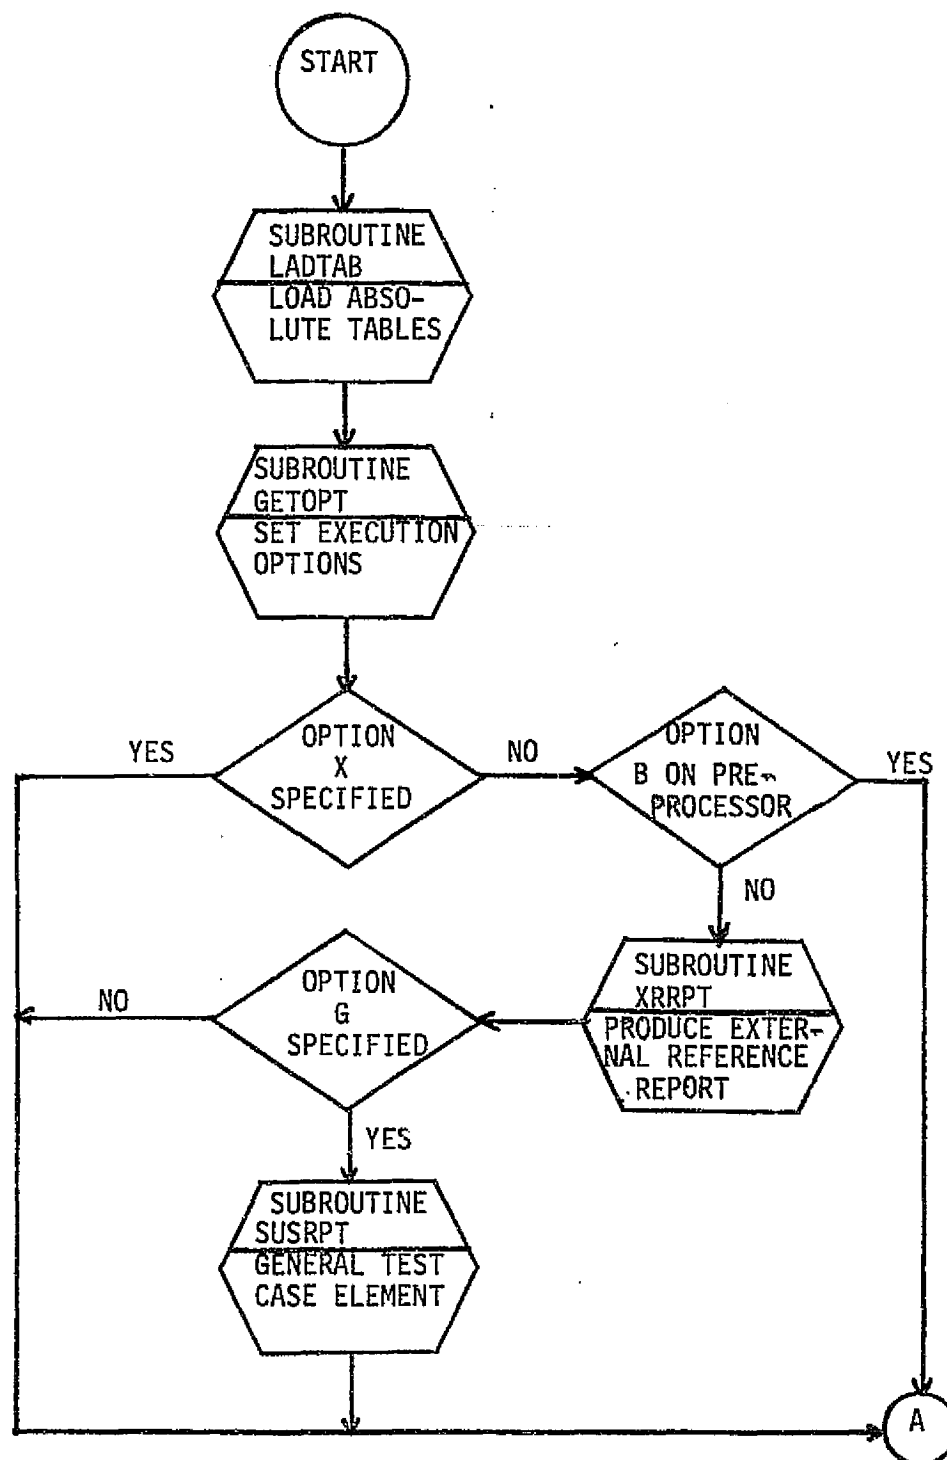 START
SUBROUTINE
LADTAB
LOAD ABSO-
LUTE TABLES
SUBROUTINE
GETOPT
SET EXECUTION
OPTIONS
YES
OPTION
X
SPECIFIED
NO
OPTION
B ON PRE-
PROCESSOR
YES
NO
SUBROUTINE
XRRPT
PRODUCE EXTER-
NAL REFERENCE
REPORT
NO
OPTION
G
SPECIFIED
YES
SUBROUTINE
SUSRPT
GENERAL TEST
CASE ELEMENT
A